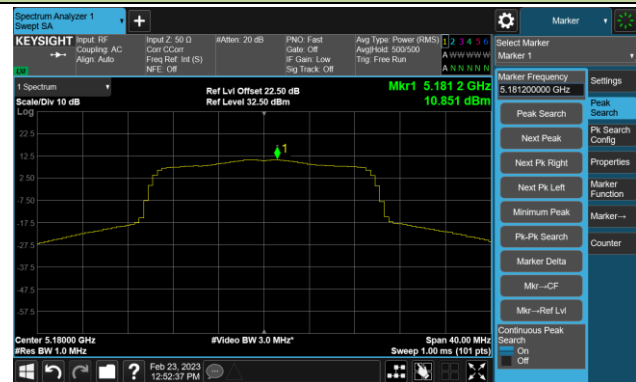 Spectrum Analyzer 1
Swept SA
Marker
KEYSIGHT
Input: RF
Coupling: AC
Align: Auto
Input Z: 50 Ω
Corr CCorr
Freq Ref: Int (S)
NFE: Off
#Atten: 20 dB
PNO: Fast
Gate: Off
IF Gain: Low
Sig Track: Off
Avg Type: Power (RMS)
Avg|Hold: 500/500
Trig: Free Run
1 2 3 4 5 6
A W W W W W
A N N N N N
Select Marker
Marker 1
1 Spectrum
Scale/Div 10 dB
Log
Ref Lvl Offset 22.50 dB
Ref Level 32.50 dBm
Mkr1 5.181 2 GHz
10.851 dBm
22.5
12.5
2.50
-7.50
-17.5
-27.5
-37.5
-47.5
-57.5
1
Center 5.18000 GHz
#Res BW 1.0 MHz
#Video BW 3.0 MHz*
Span 40.00 MHz
Sweep 1.00 ms (101 pts)
Marker Frequency
5.181200000 GHz
Peak Search
Next Peak
Next Pk Right
Next Pk Left
Minimum Peak
Pk-Pk Search
Marker Delta
Mkr→CF
Mkr→Ref Lvl
Continuous Peak
Search
On
Off
Settings
Peak
Search
Pk Search
Config
Properties
Marker
Function
Marker→
Counter
Feb 23, 2023
12:52:37 PM